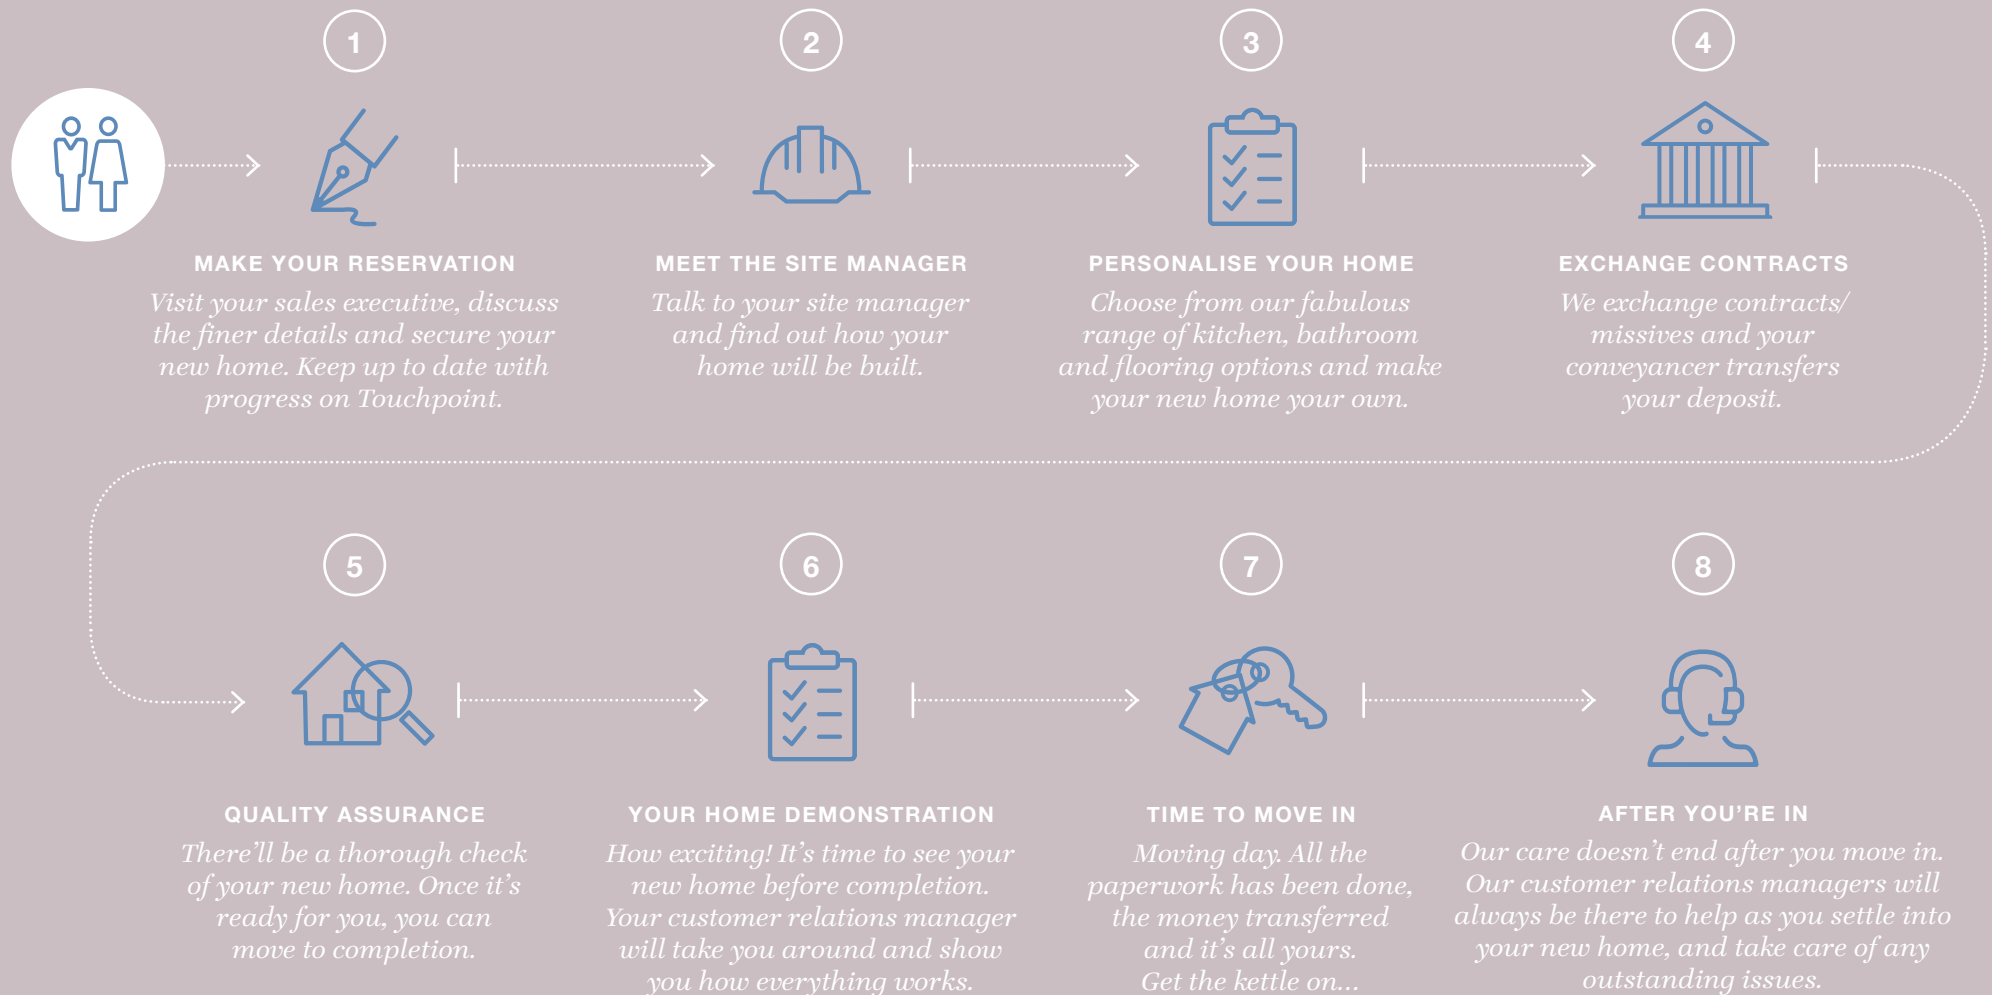 1
MAKE YOUR RESERVATION
Visit your sales executive, discuss
the finer details and secure your
new home. Keep up to date with
progress on Touchpoint.
2
MEET THE SITE MANAGER
Talk to your site manager
and find out how your
home will be built.
3
PERSONALISE YOUR HOME
Choose from our fabulous
range of kitchen, bathroom
and flooring options and make
your new home your own.
4
EXCHANGE CONTRACTS
We exchange contracts/
missives and your
conveyancer transfers
your deposit.
5
QUALITY ASSURANCE
There’ll be a thorough check
of your new home. Once it’s
ready for you, you can
move to completion.
6
YOUR HOME DEMONSTRATION
How exciting! It’s time to see your
new home before completion.
Your customer relations manager
will take you around and show
you how everything works.
7
TIME TO MOVE IN
Moving day. All the
paperwork has been done,
the money transferred
and it’s all yours.
Get the kettle on...
8
AFTER YOU’RE IN
Our care doesn’t end after you move in.
Our customer relations managers will
always be there to help as you settle into
your new home, and take care of any
outstanding issues.